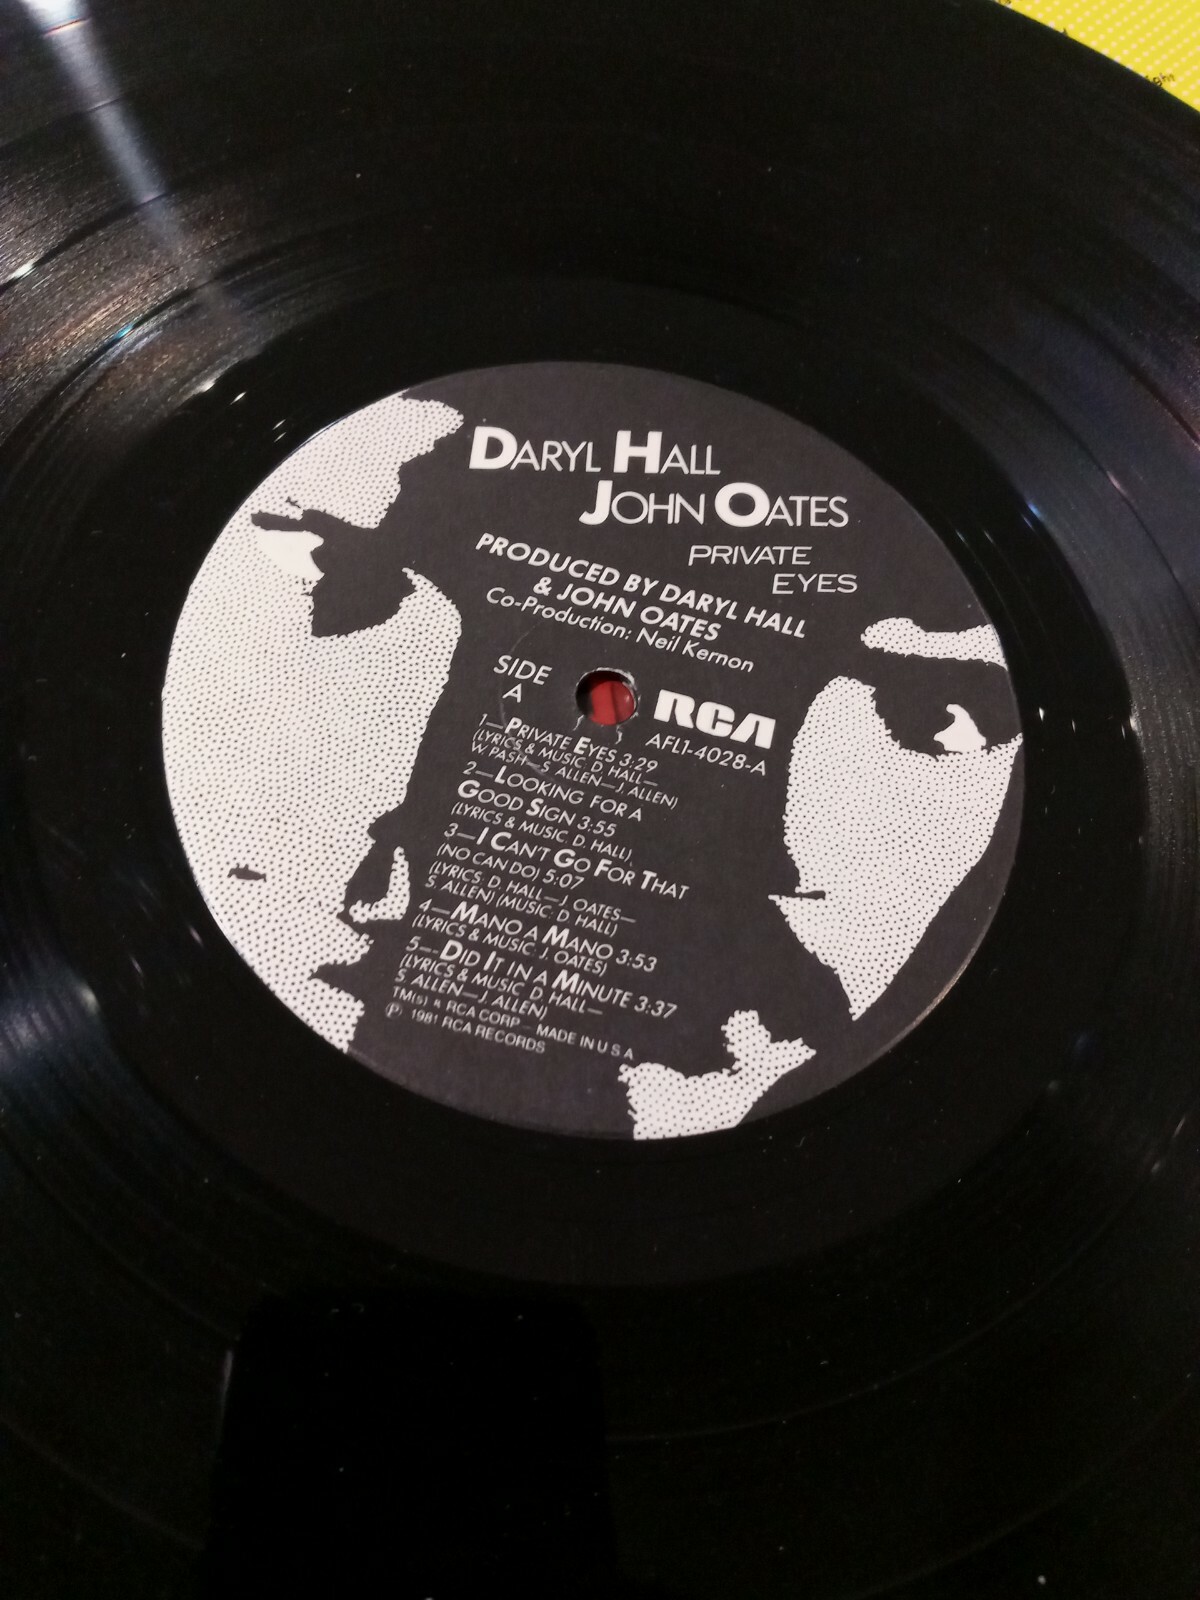 DARYL HALL
JOHN OATES
PRIVATE
EYES
PRODUCED BY DARYL HALL
& JOHN OATES
Co-Production: Neil Kernon
SIDE
A
RCA
AFL1-4028-A
1—PRIVATE EYES 3:29
(LYRICS & MUSIC: D. HALL—
W. PASH—S. ALLEN—J. ALLEN)
2—LOOKING FOR A
GOOD SIGN 3:55
(LYRICS & MUSIC: D. HALL)
3—I CAN'T GO FOR THAT
(NO CAN DO) 5:07
(LYRICS: D. HALL—J. OATES—
S. ALLEN) (MUSIC: D. HALL)
4—MANO A MANO 3:53
(LYRICS & MUSIC: J. OATES)
5—DID IT IN A MINUTE 3:37
(LYRICS & MUSIC: D. HALL—
S. ALLEN—J. ALLEN)
TM(S) ® RCA CORP— MADE IN U S A
Ⓟ 1981 RCA RECORDS